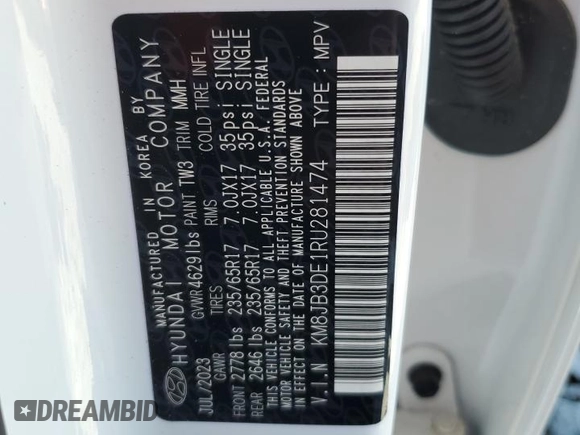 MANUFACTURED IN KOREA BY
HYUNDAI MOTOR COMPANY
JUL/2023 GVWR 4629 lbs PAINT TW3 TRIM MMH
GAWR TIRES RIMS COLD TIRE INFL
FRONT 2778 lbs 235/65R17 7.0JX17 35psi SINGLE
REAR 2646 lbs 235/65R17 7.0JX17 35psi SINGLE
THIS VEHICLE CONFORMS TO ALL APPLICABLE U.S.A. FEDERAL
MOTOR VEHICLE SAFETY AND THEFT PREVENTION STANDARDS
IN EFFECT ON THE DATE OF MANUFACTURE SHOWN ABOVE
V.I.N : KM8JB3DE1RU281474 TYPE : MPV
DREAMBID